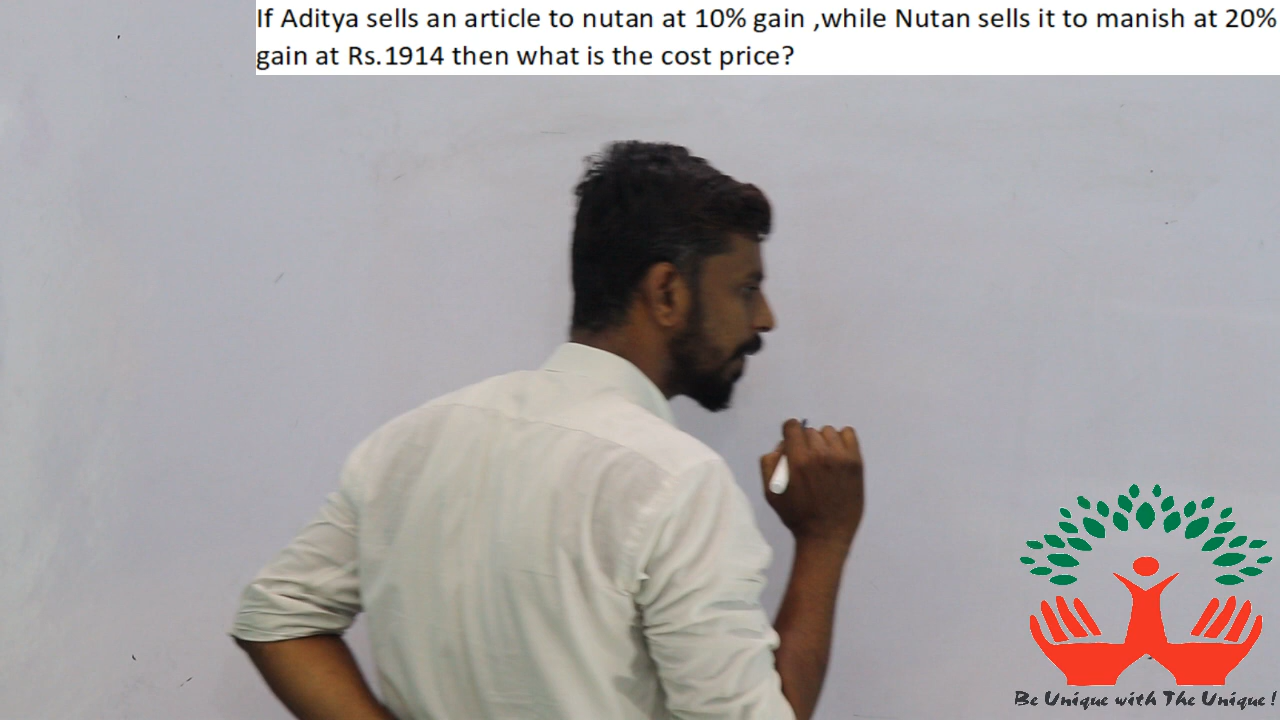 If Aditya sells an article to nutan at 10% gain ,while Nutan sells it to manish at 20%
gain at Rs.1914 then what is the cost price?
Be Unique with The Unique !